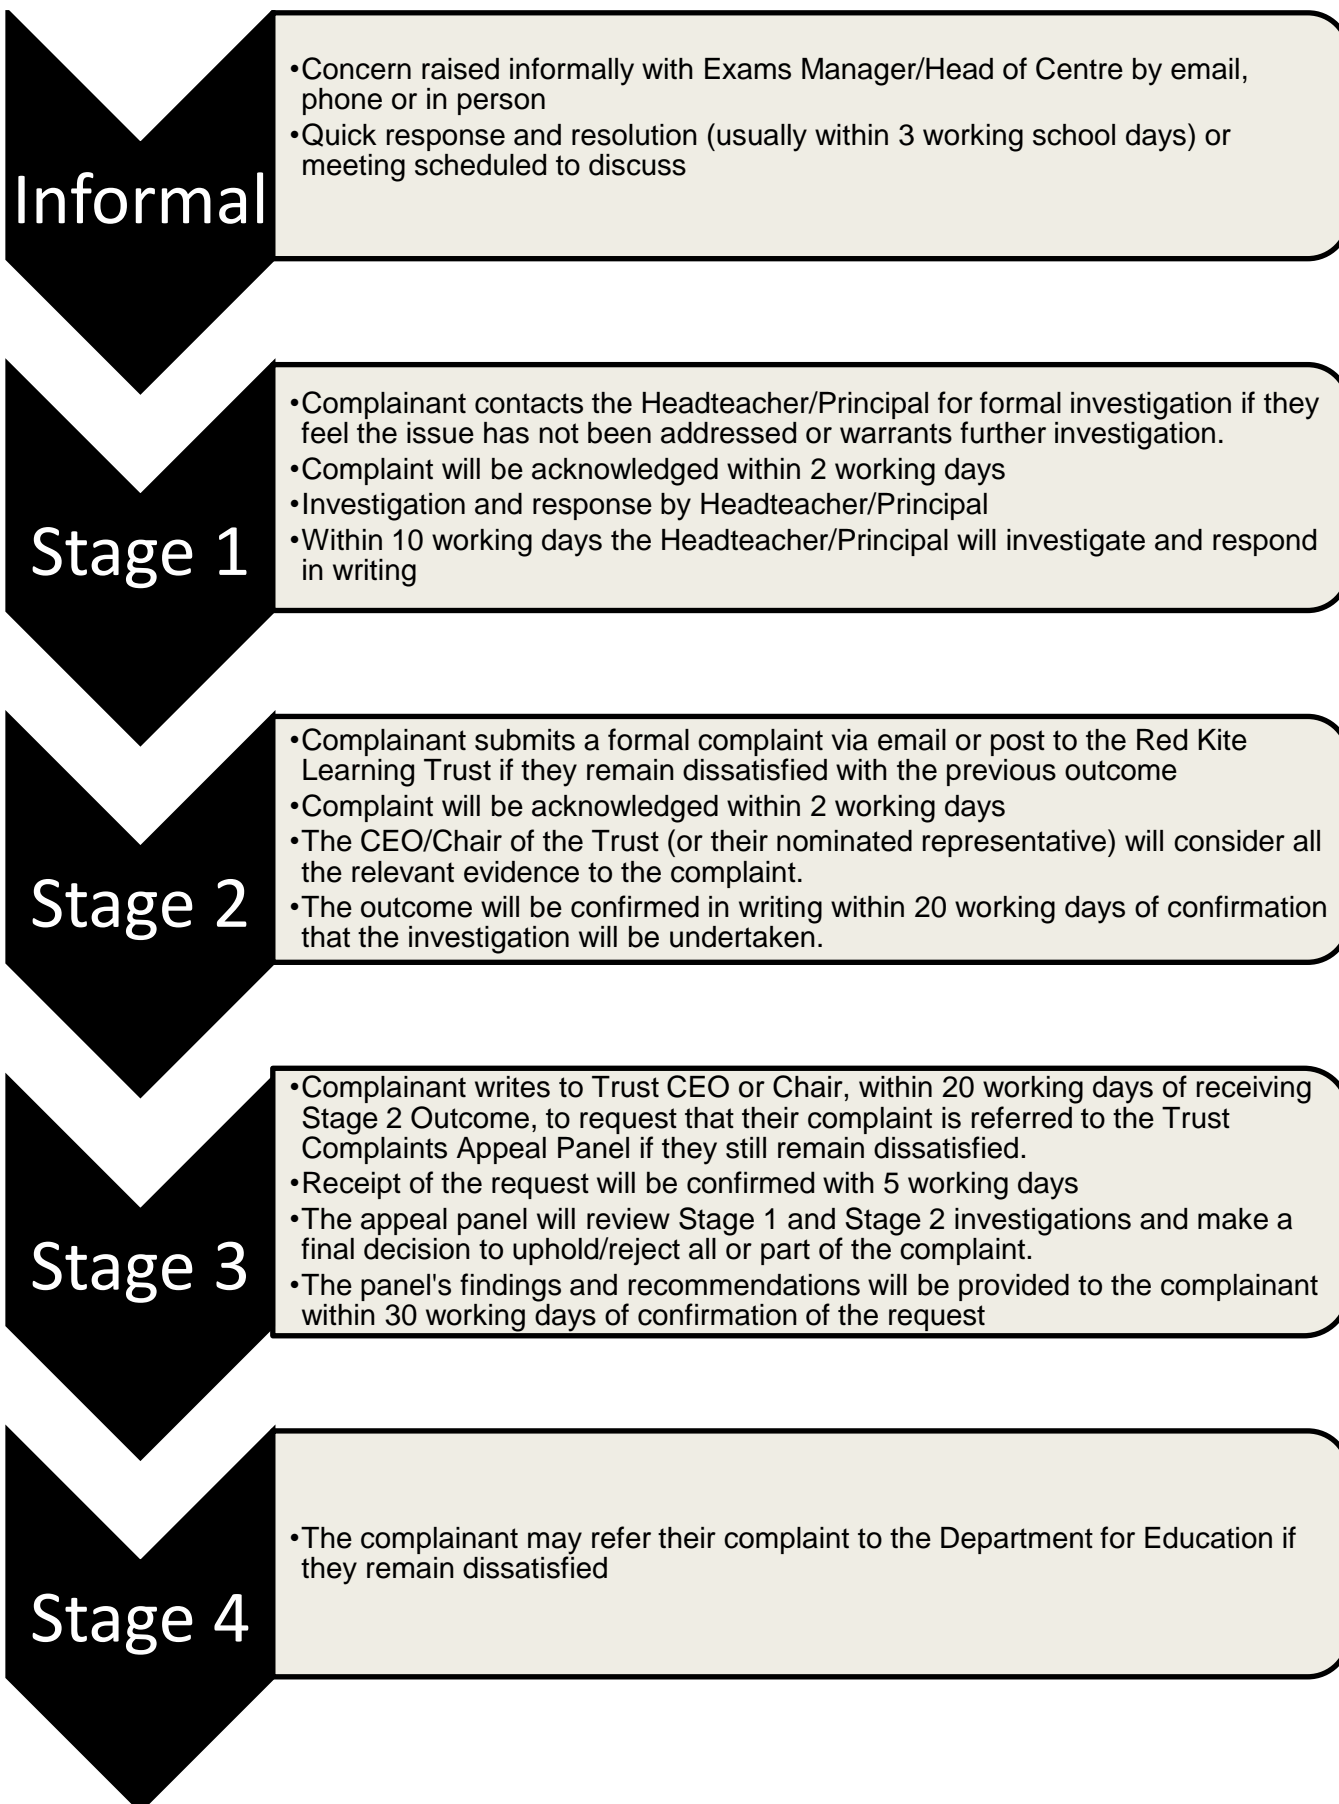 Informal
•Concern raised informally with Exams Manager/Head of Centre by email,
phone or in person
•Quick response and resolution (usually within 3 working school days) or
meeting scheduled to discuss
Stage 1
•Complainant contacts the Headteacher/Principal for formal investigation if they
feel the issue has not been addressed or warrants further investigation.
•Complaint will be acknowledged within 2 working days
•Investigation and response by Headteacher/Principal
•Within 10 working days the Headteacher/Principal will investigate and respond
in writing
Stage 2
•Complainant submits a formal complaint via email or post to the Red Kite
Learning Trust if they remain dissatisfied with the previous outcome
•Complaint will be acknowledged within 2 working days
•The CEO/Chair of the Trust (or their nominated representative) will consider all
the relevant evidence to the complaint.
•The outcome will be confirmed in writing within 20 working days of confirmation
that the investigation will be undertaken.
Stage 3
•Complainant writes to Trust CEO or Chair, within 20 working days of receiving
Stage 2 Outcome, to request that their complaint is referred to the Trust
Complaints Appeal Panel if they still remain dissatisfied.
•Receipt of the request will be confirmed with 5 working days
•The appeal panel will review Stage 1 and Stage 2 investigations and make a
final decision to uphold/reject all or part of the complaint.
•The panel's findings and recommendations will be provided to the complainant
within 30 working days of confirmation of the request
Stage 4
•The complainant may refer their complaint to the Department for Education if
they remain dissatisfied